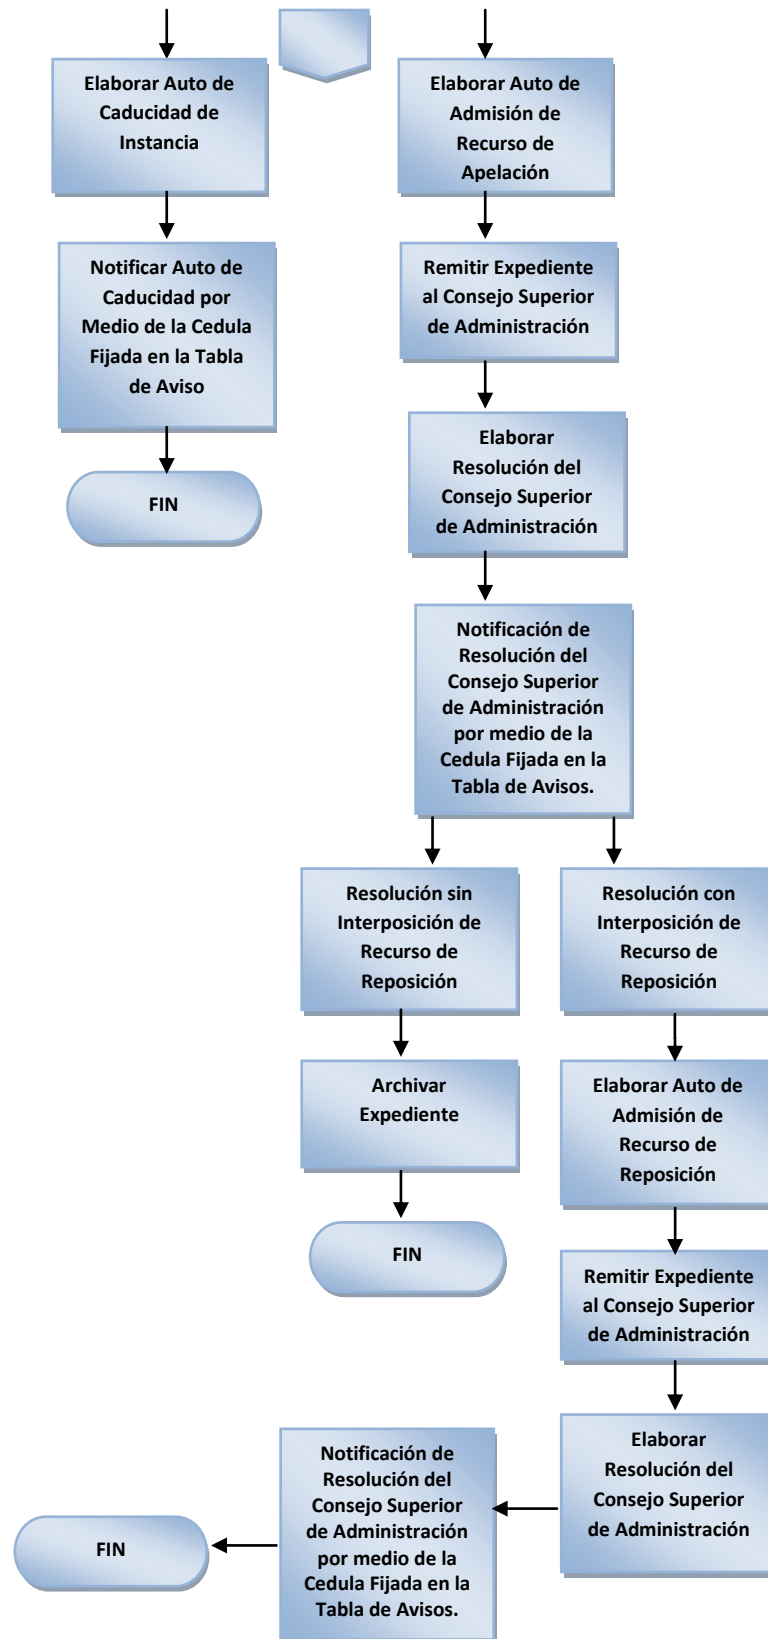 Elaborar Auto de
Caducidad de
Instancia
Elaborar Auto de
Admisión de
Recurso de
Apelación
Notificar Auto de
Caducidad por
Medio de la Cedula
Fijada en la Tabla
de Aviso
Remitir Expediente
al Consejo Superior
de Administración
FIN
Elaborar
Resolución del
Consejo Superior
de Administración
Notificación de
Resolución del
Consejo Superior
de Administración
por medio de la
Cedula Fijada en la
Tabla de Avisos.
Resolución sin
Interposición de
Recurso de
Reposición
Resolución con
Interposición de
Recurso de
Reposición
Archivar
Expediente
Elaborar Auto de
Admisión de
Recurso de
Reposición
FIN
Remitir Expediente
al Consejo Superior
de Administración
Elaborar
Resolución del
Consejo Superior
de Administración
Notificación de
Resolución del
Consejo Superior
de Administración
por medio de la
Cedula Fijada en la
Tabla de Avisos.
FIN